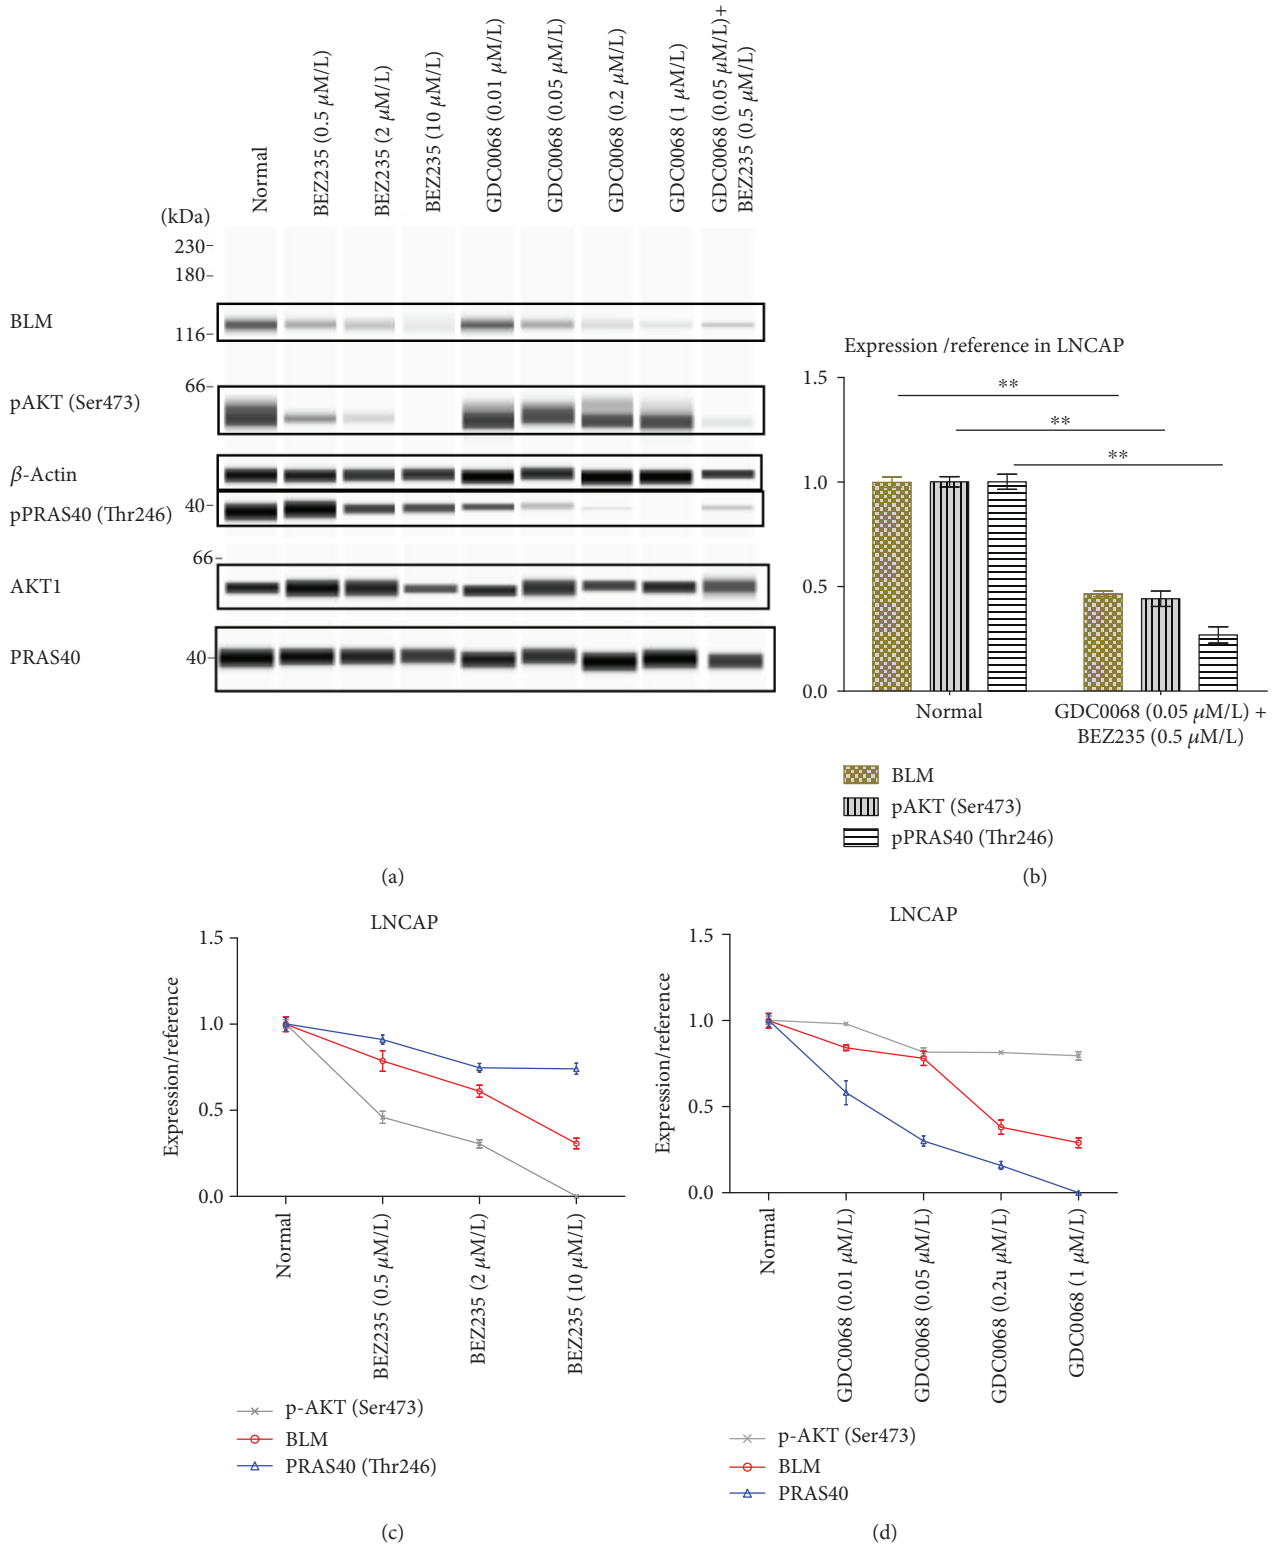 Normal
BEZ235 (0.5 μM/L)
BEZ235 (2 μM/L)
BEZ235 (10 μM/L)
GDC0068 (0.01 μM/L)
GDC0068 (0.05 μM/L)
GDC0068 (0.2 μM/L)
GDC0068 (1 μM/L)
GDC0068 (0.05 μM/L)+
BEZ235 (0.5 μM/L)
(kDa)
230
180
BLM
116
66
pAKT (Ser473)
β-Actin
40
pPRAS40 (Thr246)
66
AKT1
PRAS40
40
(a)
Expression /reference in LNCAP
1.5
**
**
**
1.0
0.5
0.0
Normal
GDC0068 (0.05 μM/L) +
BEZ235 (0.5 μM/L)
BLM
pAKT (Ser473)
pPRAS40 (Thr246)
(b)
LNCAP
Expression/reference
1.5
1.0
0.5
0.0
Normal
BEZ235 (0.5 μM/L)
BEZ235 (2 μM/L)
BEZ235 (10 μM/L)
p-AKT (Ser473)
BLM
PRAS40 (Thr246)
(c)
LNCAP
Expression/reference
1.5
1.0
0.5
0.0
Normal
GDC0068 (0.01 μM/L)
GDC0068 (0.05 μM/L)
GDC0068 (0.2u μM/L)
GDC0068 (1 μM/L)
p-AKT (Ser473)
BLM
PRAS40
(d)